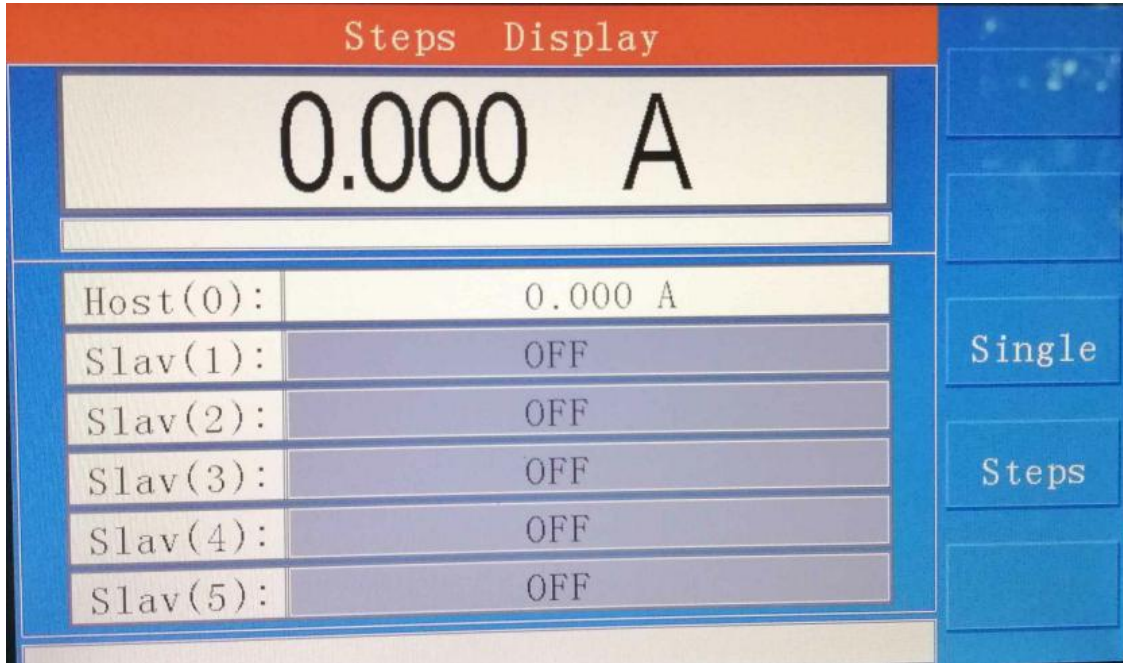 Steps Display
0.000 A
Host(0): 0.000 A
Slav(1): OFF
Slav(2): OFF
Slav(3): OFF
Slav(4): OFF
Slav(5): OFF
Single
Steps